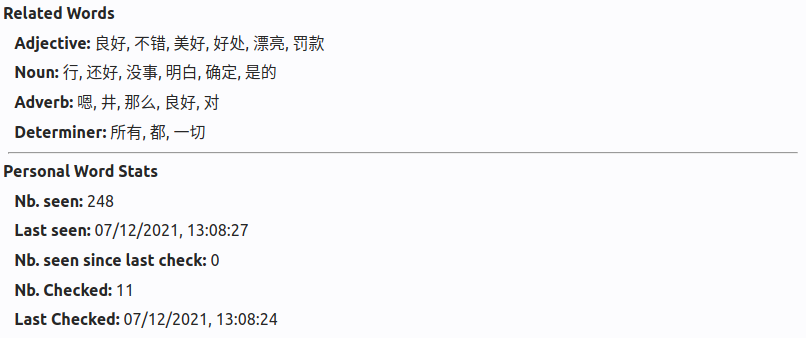 Related Words
Adjective: 良好, 不错, 美好, 好处, 漂亮, 罚款
Noun: 行, 还好, 没事, 明白, 确定, 是的
Adverb: 嗯, 井, 那么, 良好, 对
Determiner: 所有, 都, 一切
Personal Word Stats
Nb. seen: 248
Last seen: 07/12/2021, 13:08:27
Nb. seen since last check: 0
Nb. Checked: 11
Last Checked: 07/12/2021, 13:08:24